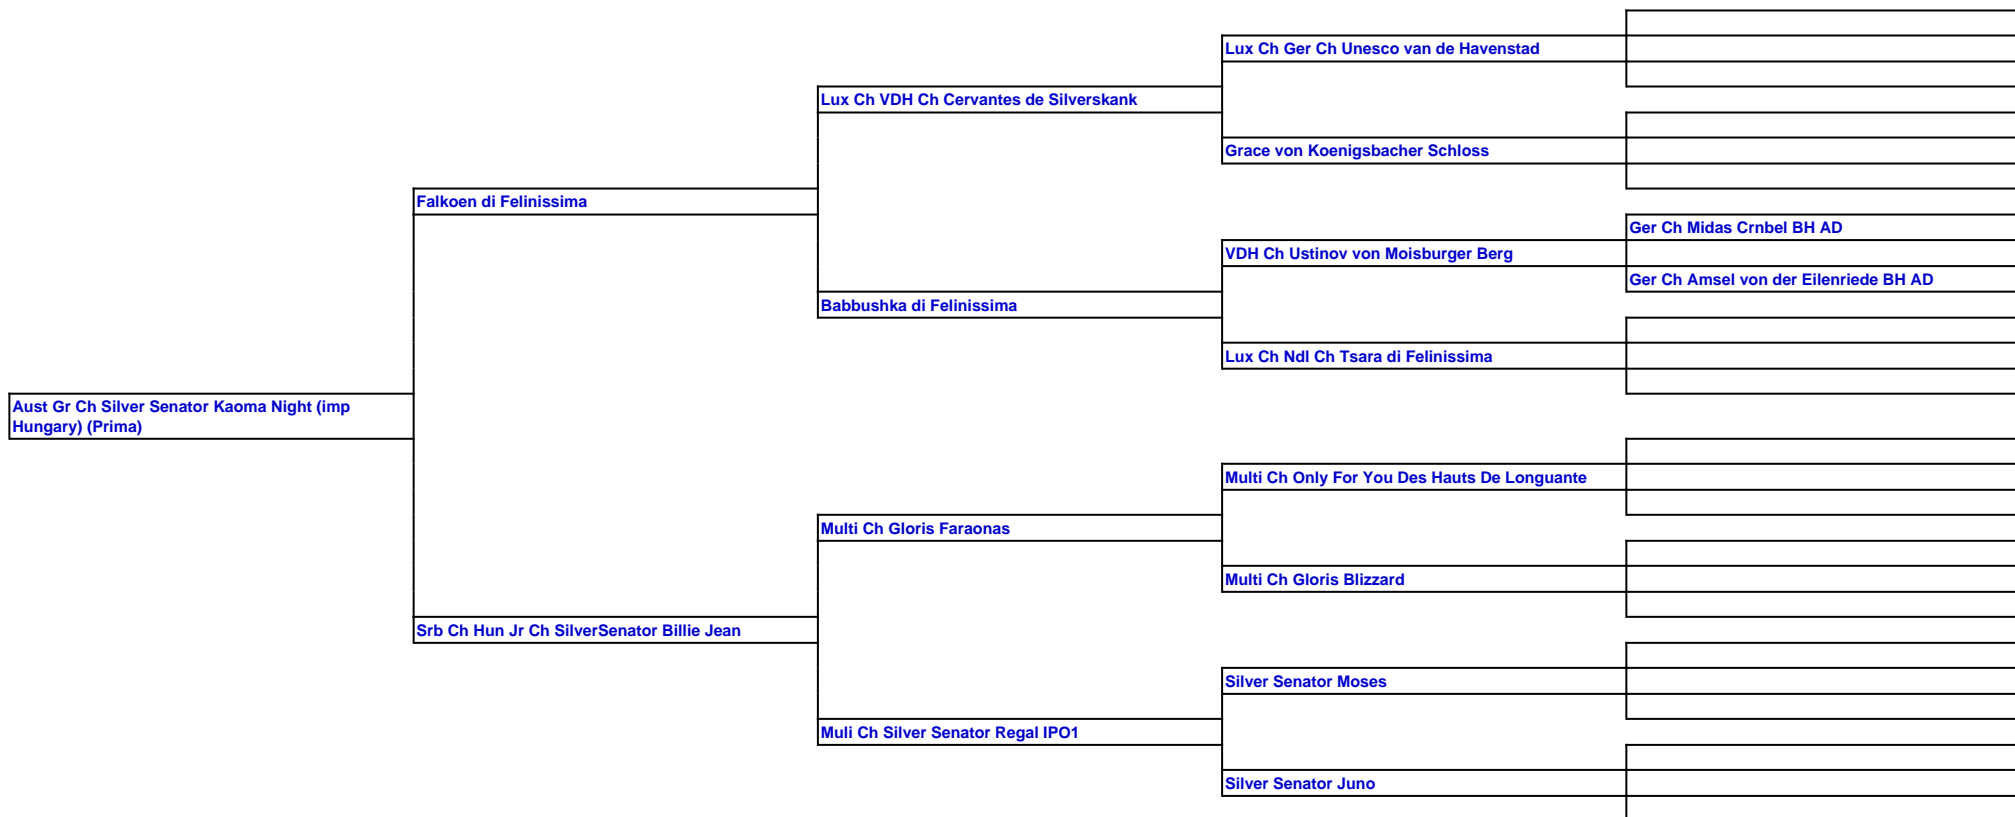 Lux Ch Ger Ch Unesco van de Havenstad
Lux Ch VDH Ch Cervantes de Silverskank
Grace von Koenigsbacher Schloss
Falkoen di Felinissima
Ger Ch Midas Crnbel BH AD
VDH Ch Ustinov von Moisburger Berg
Ger Ch Amsel von der Eilenriede BH AD
Babbushka di Felinissima
Lux Ch Ndl Ch Tsara di Felinissima
Aust Gr Ch Silver Senator Kaoma Night (imp
Hungary) (Prima)
Multi Ch Only For You Des Hauts De Longuante
Multi Ch Gloris Faraonas
Multi Ch Gloris Blizzard
Srb Ch Hun Jr Ch SilverSenator Billie Jean
Silver Senator Moses
Muli Ch Silver Senator Regal IPO1
Silver Senator Juno